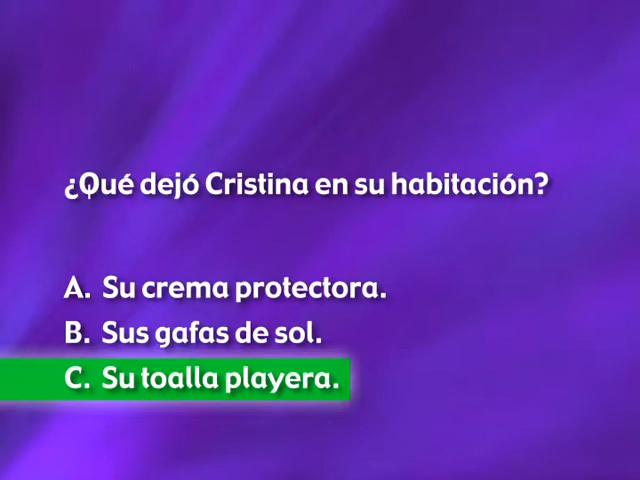 ¿Qué dejó Cristina en su habitación?
A. Su crema protectora.
B. Sus gafas de sol.
C. Su toalla playera.